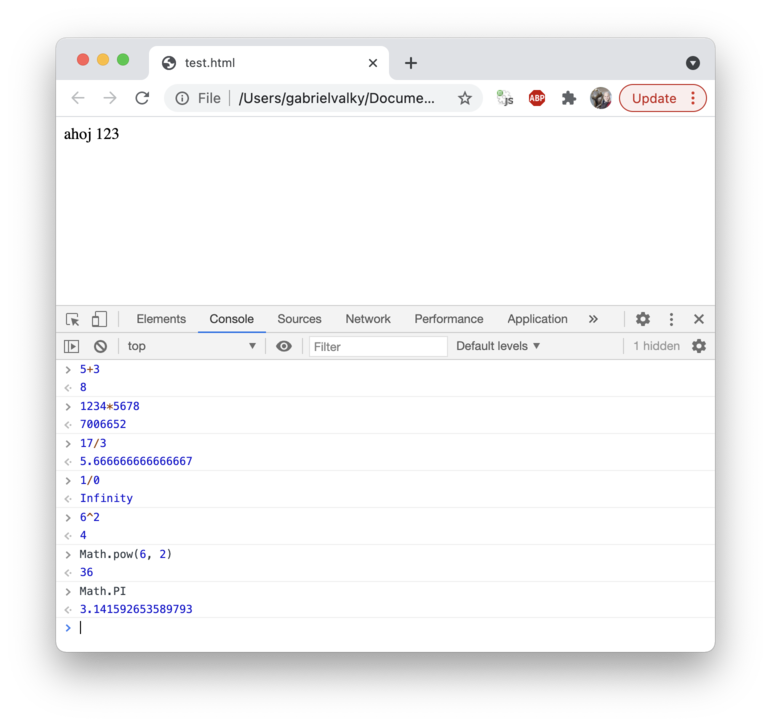 test.html
File /Users/gabrielvalky/Docume...
JS ABP Update
ahoj 123
Elements Console Sources Network Performance Application
top Filter Default levels 1 hidden
> 5+3
8
> 1234*5678
7006652
> 17/3
5.666666666666667
> 1/0
Infinity
> 6^2
4
> Math.pow(6, 2)
36
> Math.PI
3.141592653589793
>